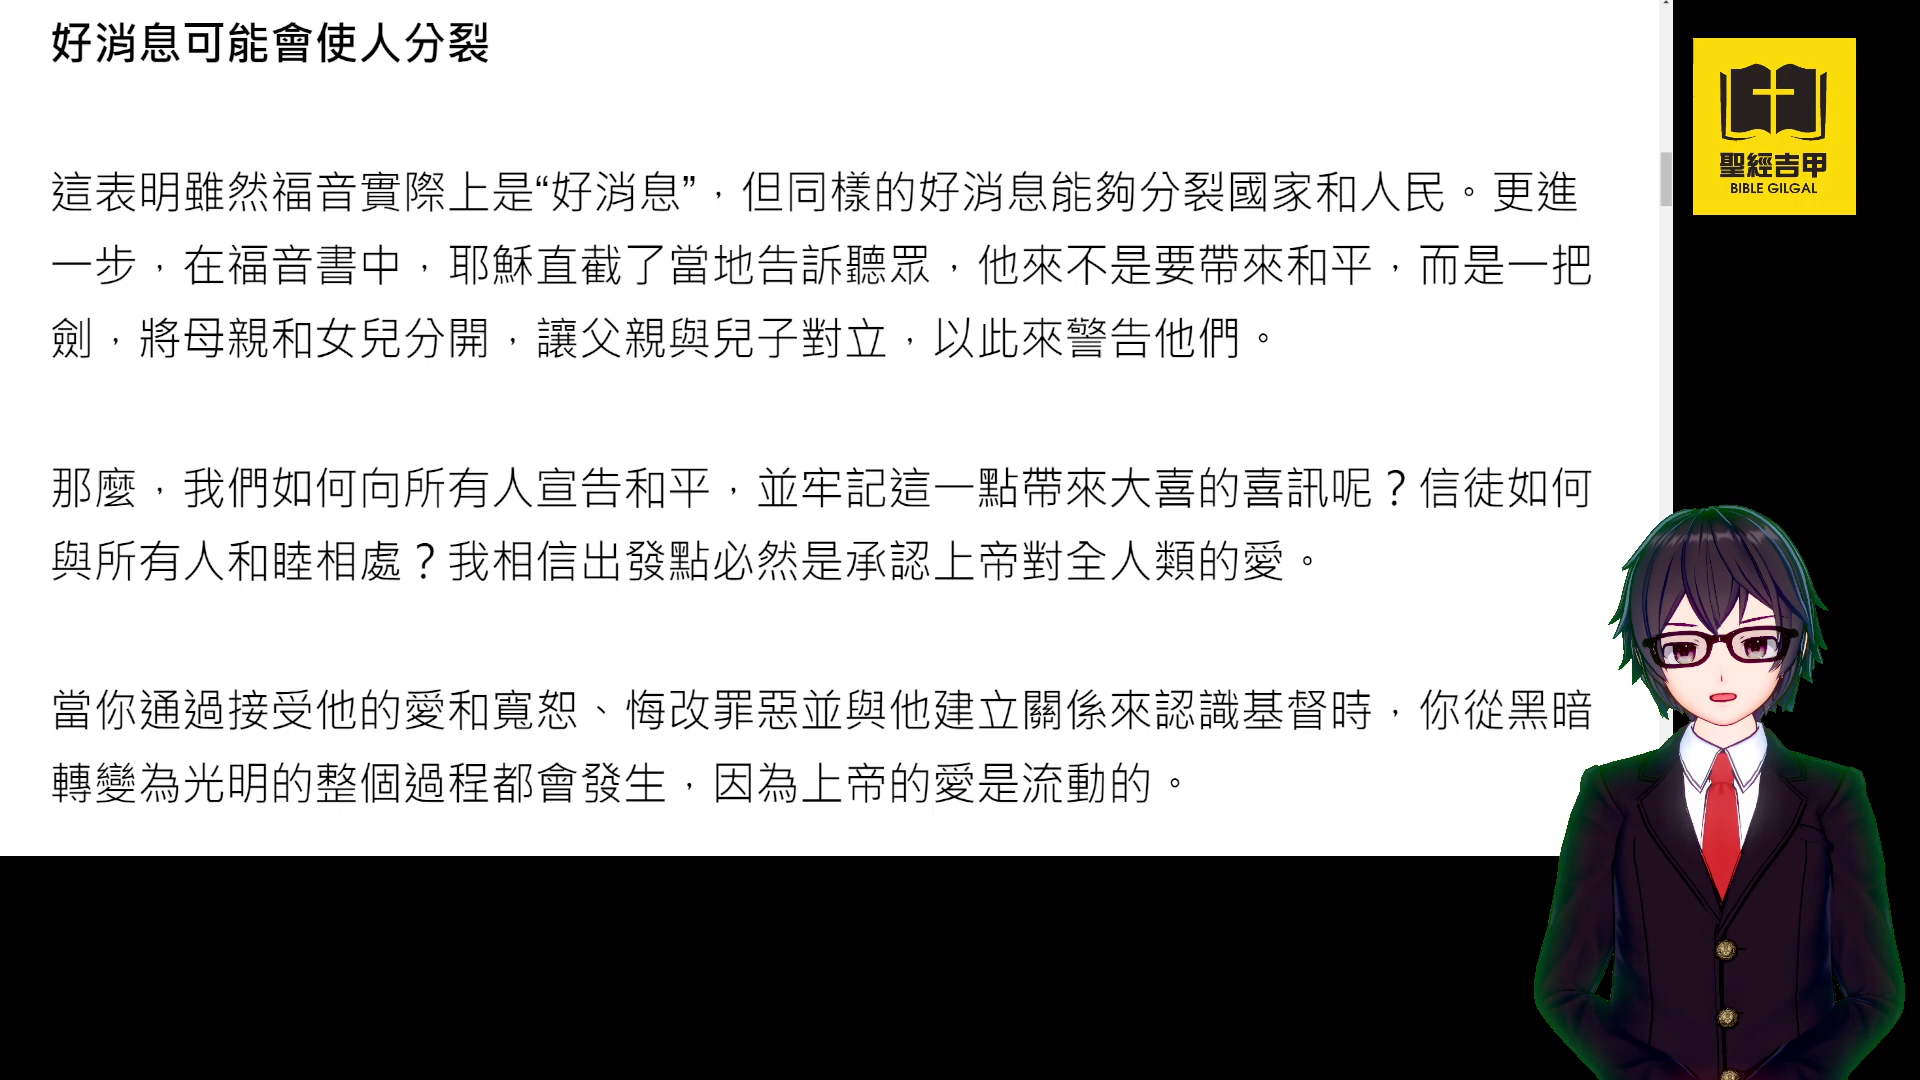 好消息可能會使人分裂
這表明雖然福音實際上是“好消息”，但同樣的好消息能夠分裂國家和人民。更進
一步，在福音書中，耶穌直截了當地告訴聽眾，他來不是要帶來和平，而是一把
劍，將母親和女兒分開，讓父親與兒子對立，以此來警告他們。
那麼，我們如何向所有人宣告和平，並牢記這一點帶來大喜的喜訊呢？信徒如何
與所有人和睦相處？我相信出發點必然是承認上帝對全人類的愛。
當你通過接受他的愛和寬恕、悔改罪惡並與他建立關係來認識基督時，你從黑暗
轉變為光明的整個過程都會發生，因為上帝的愛是流動的。
聖經吉甲
BIBLE GILGAL